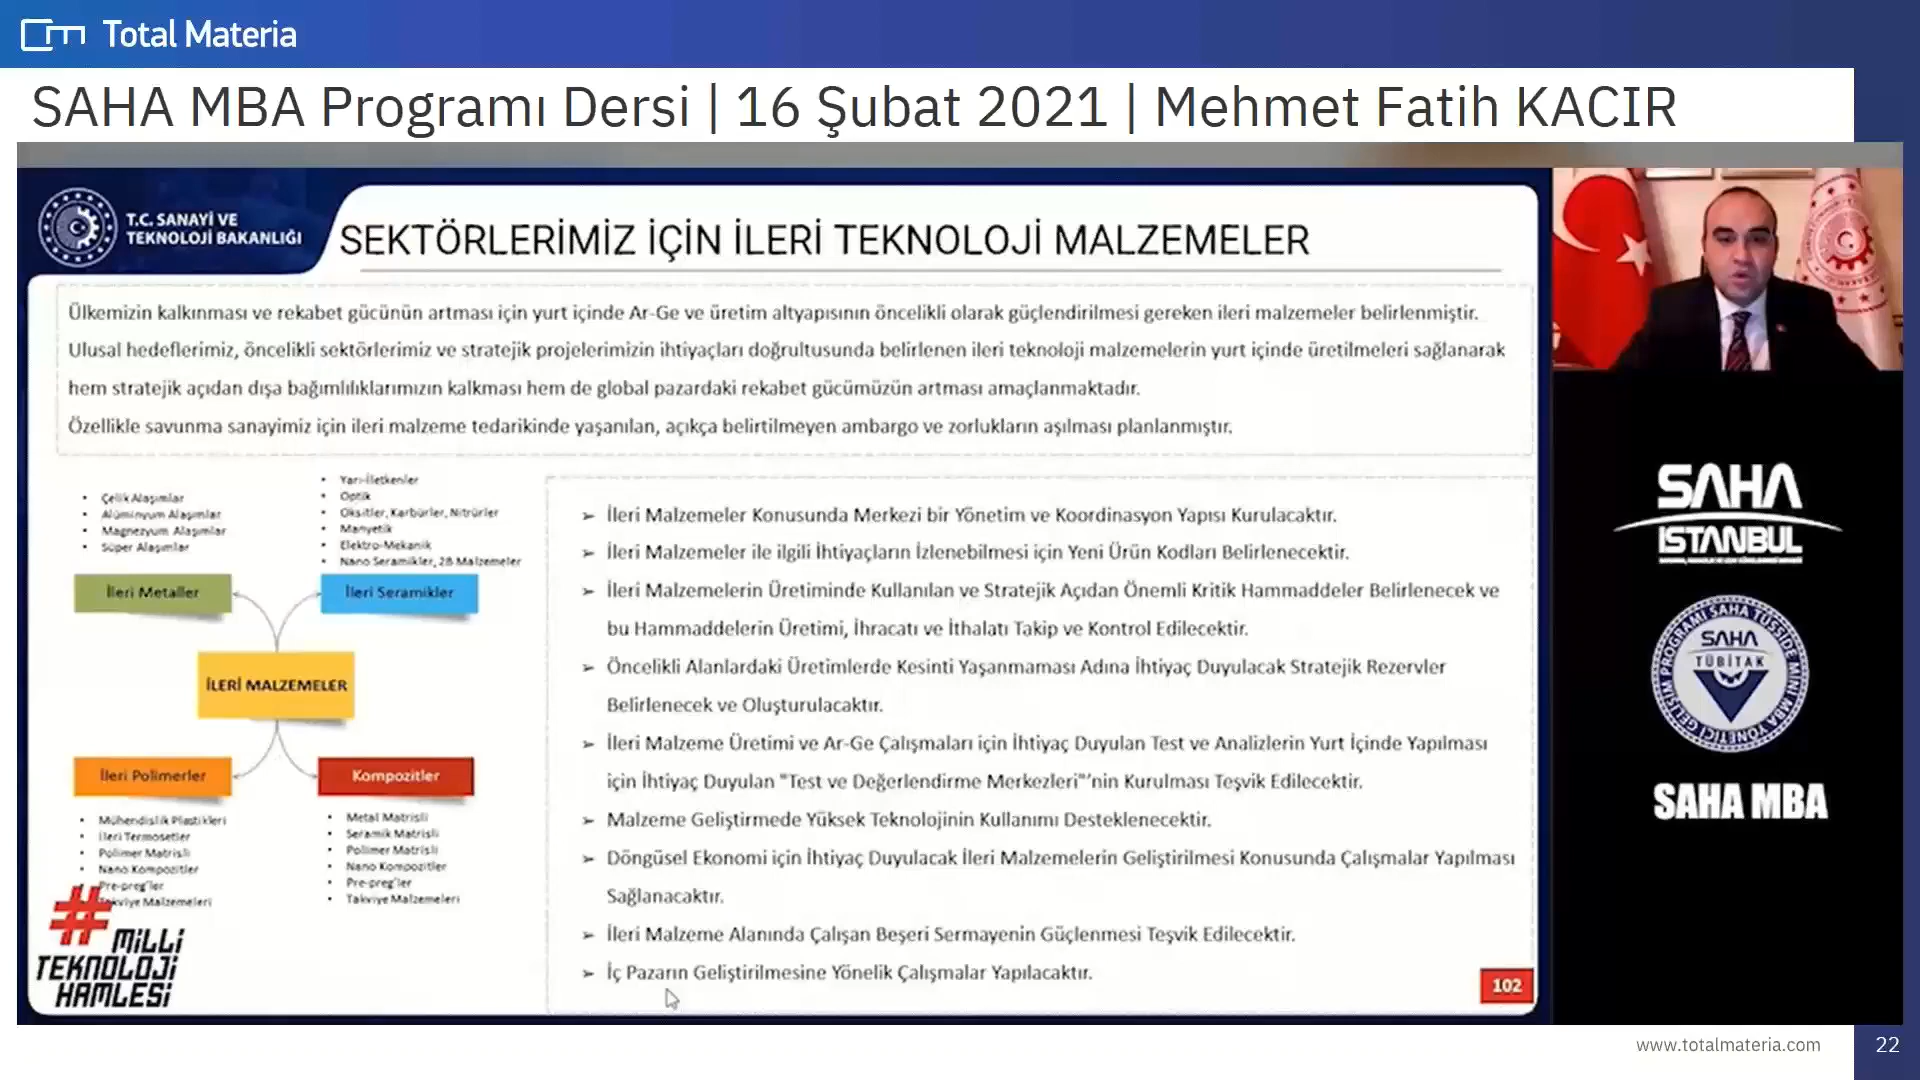 Total Materia
SAHA MBA Programı Dersi | 16 Şubat 2021 | Mehmet Fatih KACIR
T.C. SANAYİ VE
TEKNOLOJİ BAKANLIĞI
SEKTÖRLERİMİZ İÇİN İLERİ TEKNOLOJİ MALZEMELER
Ülkemizin kalkınması ve rekabet gücünün artması için yurt içinde Ar-Ge ve üretim altyapısının öncelikli olarak güçlendirilmesi gereken ileri malzemeler belirlenmiştir.
Ulusal hedeflerimiz, öncelikli sektörlerimiz ve stratejik projelerimizin ihtiyaçları doğrultusunda belirlenen ileri teknoloji malzemelerin yurt içinde üretilmeleri sağlanarak
hem stratejik açıdan dışa bağımlılıklarımızın kalkması hem de global pazardaki rekabet gücümüzün artması amaçlanmaktadır.
Özellikle savunma sanayimiz için ileri malzeme tedarikinde yaşanılan, açıkça belirtilmeyen ambargo ve zorlukların aşılması planlanmıştır.
• Çelik Alaşımlar
• Alüminyum Alaşımlar
• Magnezyum Alaşımlar
• Süper Alaşımlar
• Yarı-İletkenler
• Optik
• Oksitler, Karbürler, Nitrürler
• Manyetik
• Elektro-Mekanik
• Nano Seramikler, 2B Malzemeler
İleri Metaller
İleri Seramikler
İLERİ MALZEMELER
İleri Polimerler
Kompozitler
• Mühendislik Plastikleri
• İleri Termosetler
• Polimer Matrisli
• Nano Kompozitler
• Pre-preg'ler
Takviye Malzemeleri
• Metal Matrisli
• Seramik Matrisli
• Polimer Matrisli
• Nano Kompozitler
• Pre-preg'ler
• Takviye Malzemeleri
➢ İleri Malzemeler Konusunda Merkezi bir Yönetim ve Koordinasyon Yapısı Kurulacaktır.
➢ İleri Malzemeler ile ilgili İhtiyaçların İzlenebilmesi için Yeni Ürün Kodları Belirlenecektir.
➢ İleri Malzemelerin Üretiminde Kullanılan ve Stratejik Açıdan Önemli Kritik Hammaddeler Belirlenecek ve
bu Hammaddelerin Üretimi, İhracatı ve İthalatı Takip ve Kontrol Edilecektir.
➢ Öncelikli Alanlardaki Üretimlerde Kesinti Yaşanmaması Adına İhtiyaç Duyulacak Stratejik Rezervler
Belirlenecek ve Oluşturulacaktır.
➢ İleri Malzeme Üretimi ve Ar-Ge Çalışmaları için İhtiyaç Duyulan Test ve Analizlerin Yurt İçinde Yapılması
için İhtiyaç Duyulan "Test ve Değerlendirme Merkezleri"'nin Kurulması Teşvik Edilecektir.
➢ Malzeme Geliştirmede Yüksek Teknolojinin Kullanımı Desteklenecektir.
➢ Döngüsel Ekonomi için İhtiyaç Duyulacak İleri Malzemelerin Geliştirilmesi Konusunda Çalışmalar Yapılması
Sağlanacaktır.
➢ İleri Malzeme Alanında Çalışan Beşeri Sermayenin Güçlenmesi Teşvik Edilecektir.
➢ İç Pazarın Geliştirilmesine Yönelik Çalışmalar Yapılacaktır.
#MİLLİ
TEKNOLOJİ
HAMLESİ
102
SAHA
ISTANBUL
SAHA TÜSSİDE MİNİ MBA YÖNETİCİ GELİŞİM PROGRAMI
SAHA
TÜBİTAK
SAHA MBA
www.totalmateria.com
22